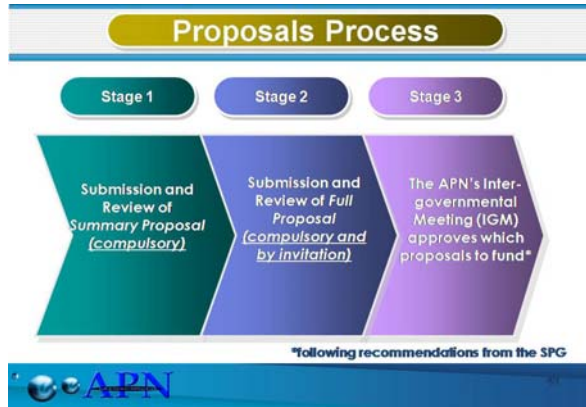 Proposals Process
Stage 1
Stage 2
Stage 3
Submission and
Review of
Summary Proposal
(compulsory)
Submission and
Review of Full
Proposal
(compulsory and
by invitation)
The APN's Inter-
governmental
Meeting (IGM)
approves which
proposals to fund*
*following recommendations from the SPG
APN